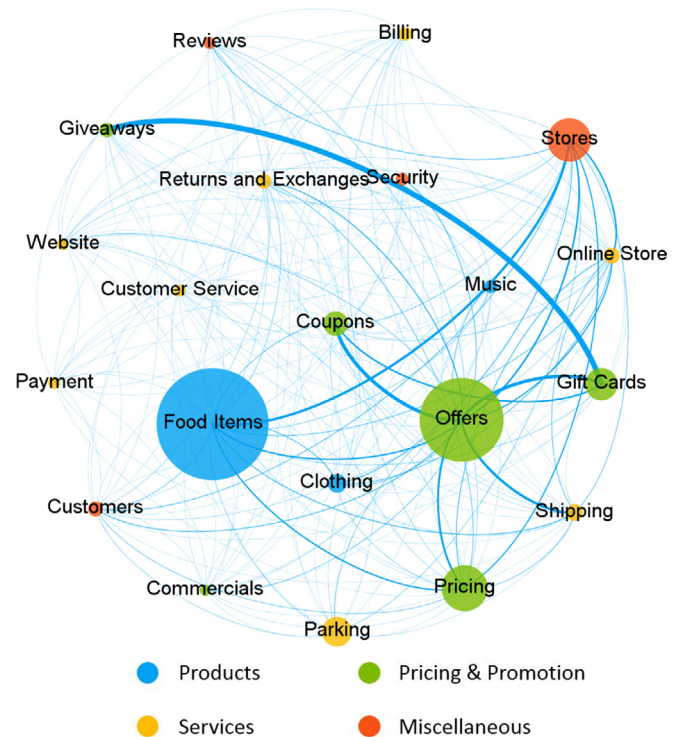 Billing
Reviews
Giveaways
Stores
Returns and Exchanges
Security
Website
Online Store
Customer Service
Music
Coupons
Payment
Gift Cards
Food Items
Offers
Clothing
Customers
Shipping
Commercials
Pricing
Parking
Products
Pricing & Promotion
Services
Miscellaneous